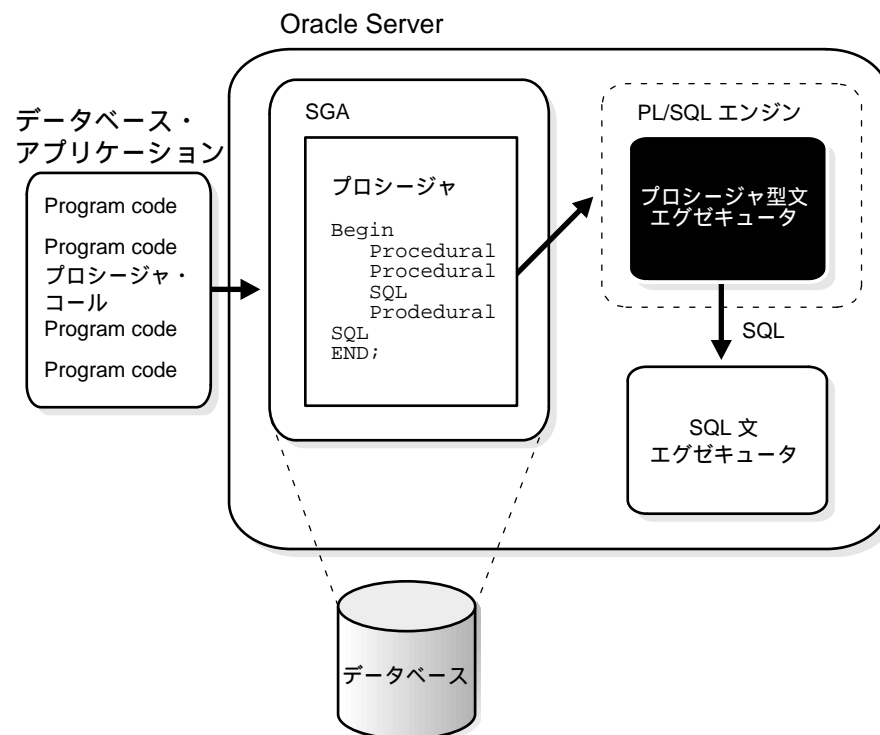 Oracle Server
データベース・
アプリケーション
Program code
Program code
プロシージャ・
コール
Program code
Program code
SGA
プロシージャ
Begin
Procedural
Procedural
SQL
Prodedural
SQL
END;
PL/SQL エンジン
プロシージャ型文
エグゼキュータ
SQL
SQL 文
エグゼキュータ
データベース